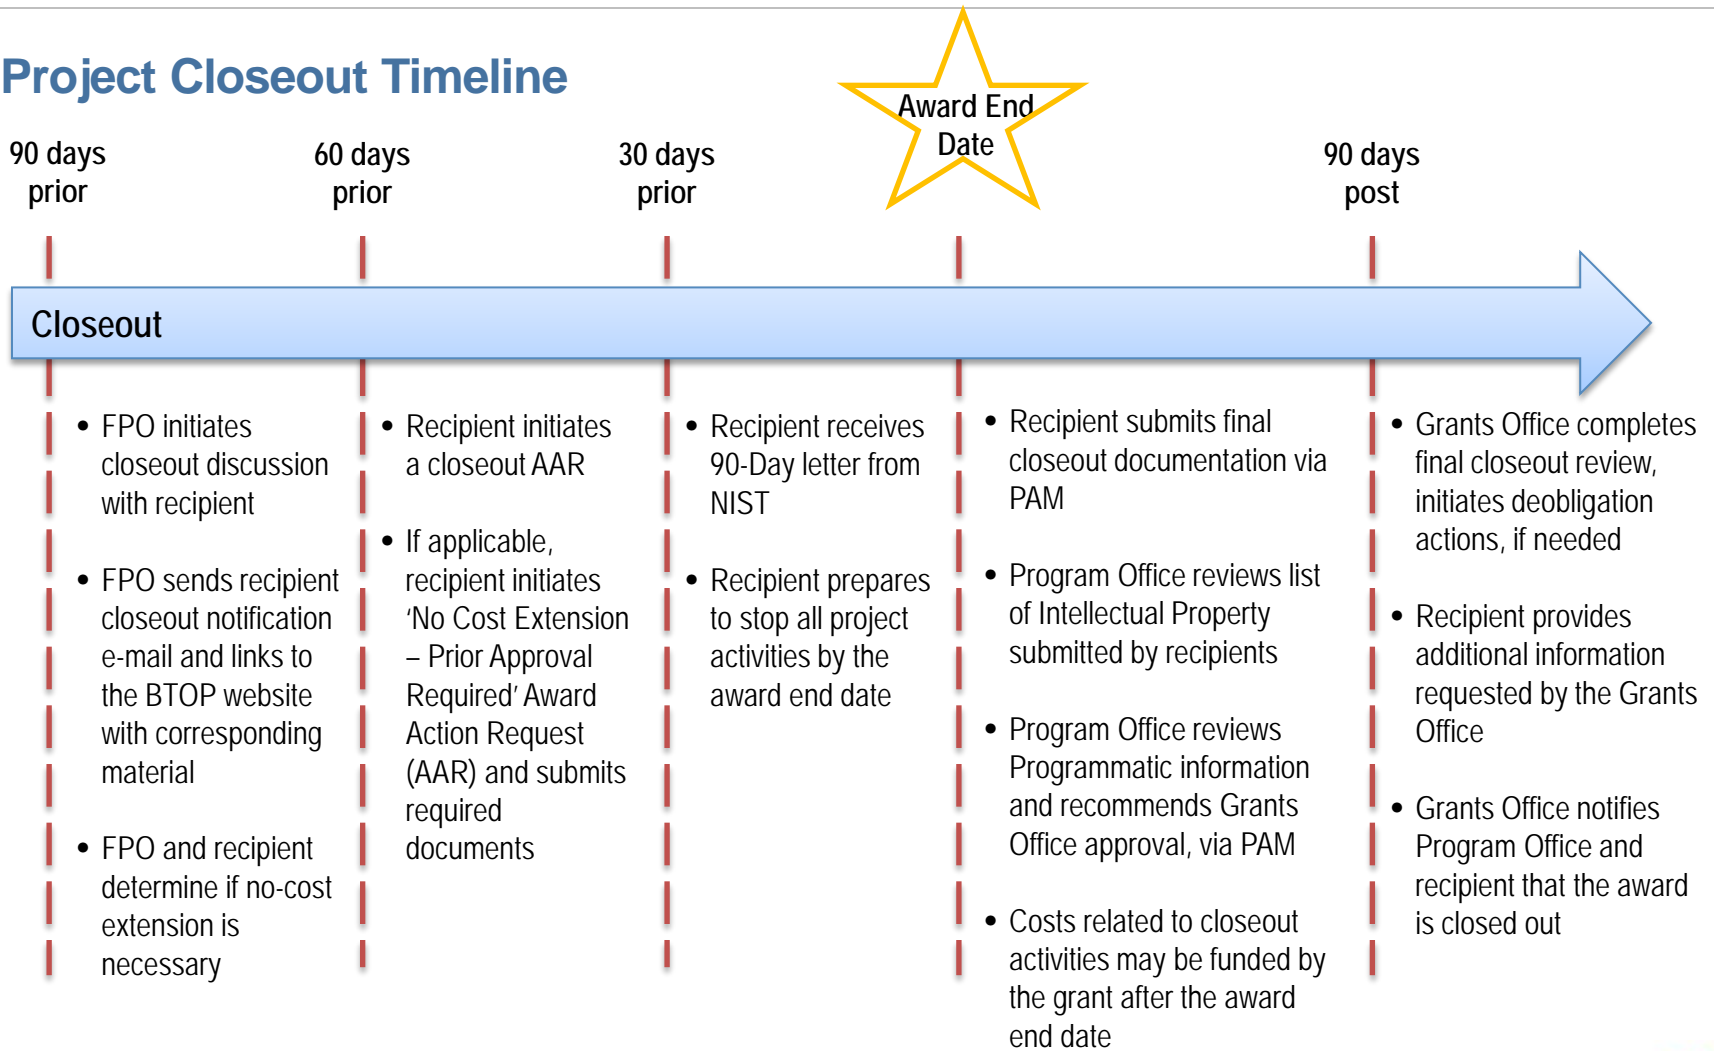 Project Closeout Timeline
Award End
Date
90 days
prior
60 days
prior
30 days
prior
90 days
post
Closeout
• FPO initiates
closeout discussion
with recipient
• FPO sends recipient
closeout notification
e-mail and links to
the BTOP website
with corresponding
material
• FPO and recipient
determine if no-cost
extension is
necessary
• Recipient initiates
a closeout AAR
• If applicable,
recipient initiates
‘No Cost Extension
– Prior Approval
Required’ Award
Action Request
(AAR) and submits
required
documents
• Recipient receives
90-Day letter from
NIST
• Recipient prepares
to stop all project
activities by the
award end date
• Recipient submits final
closeout documentation via
PAM
• Program Office reviews list
of Intellectual Property
submitted by recipients
• Program Office reviews
Programmatic information
and recommends Grants
Office approval, via PAM
• Costs related to closeout
activities may be funded by
the grant after the award
end date
• Grants Office completes
final closeout review,
initiates deobligation
actions, if needed
• Recipient provides
additional information
requested by the Grants
Office
• Grants Office notifies
Program Office and
recipient that the award
is closed out